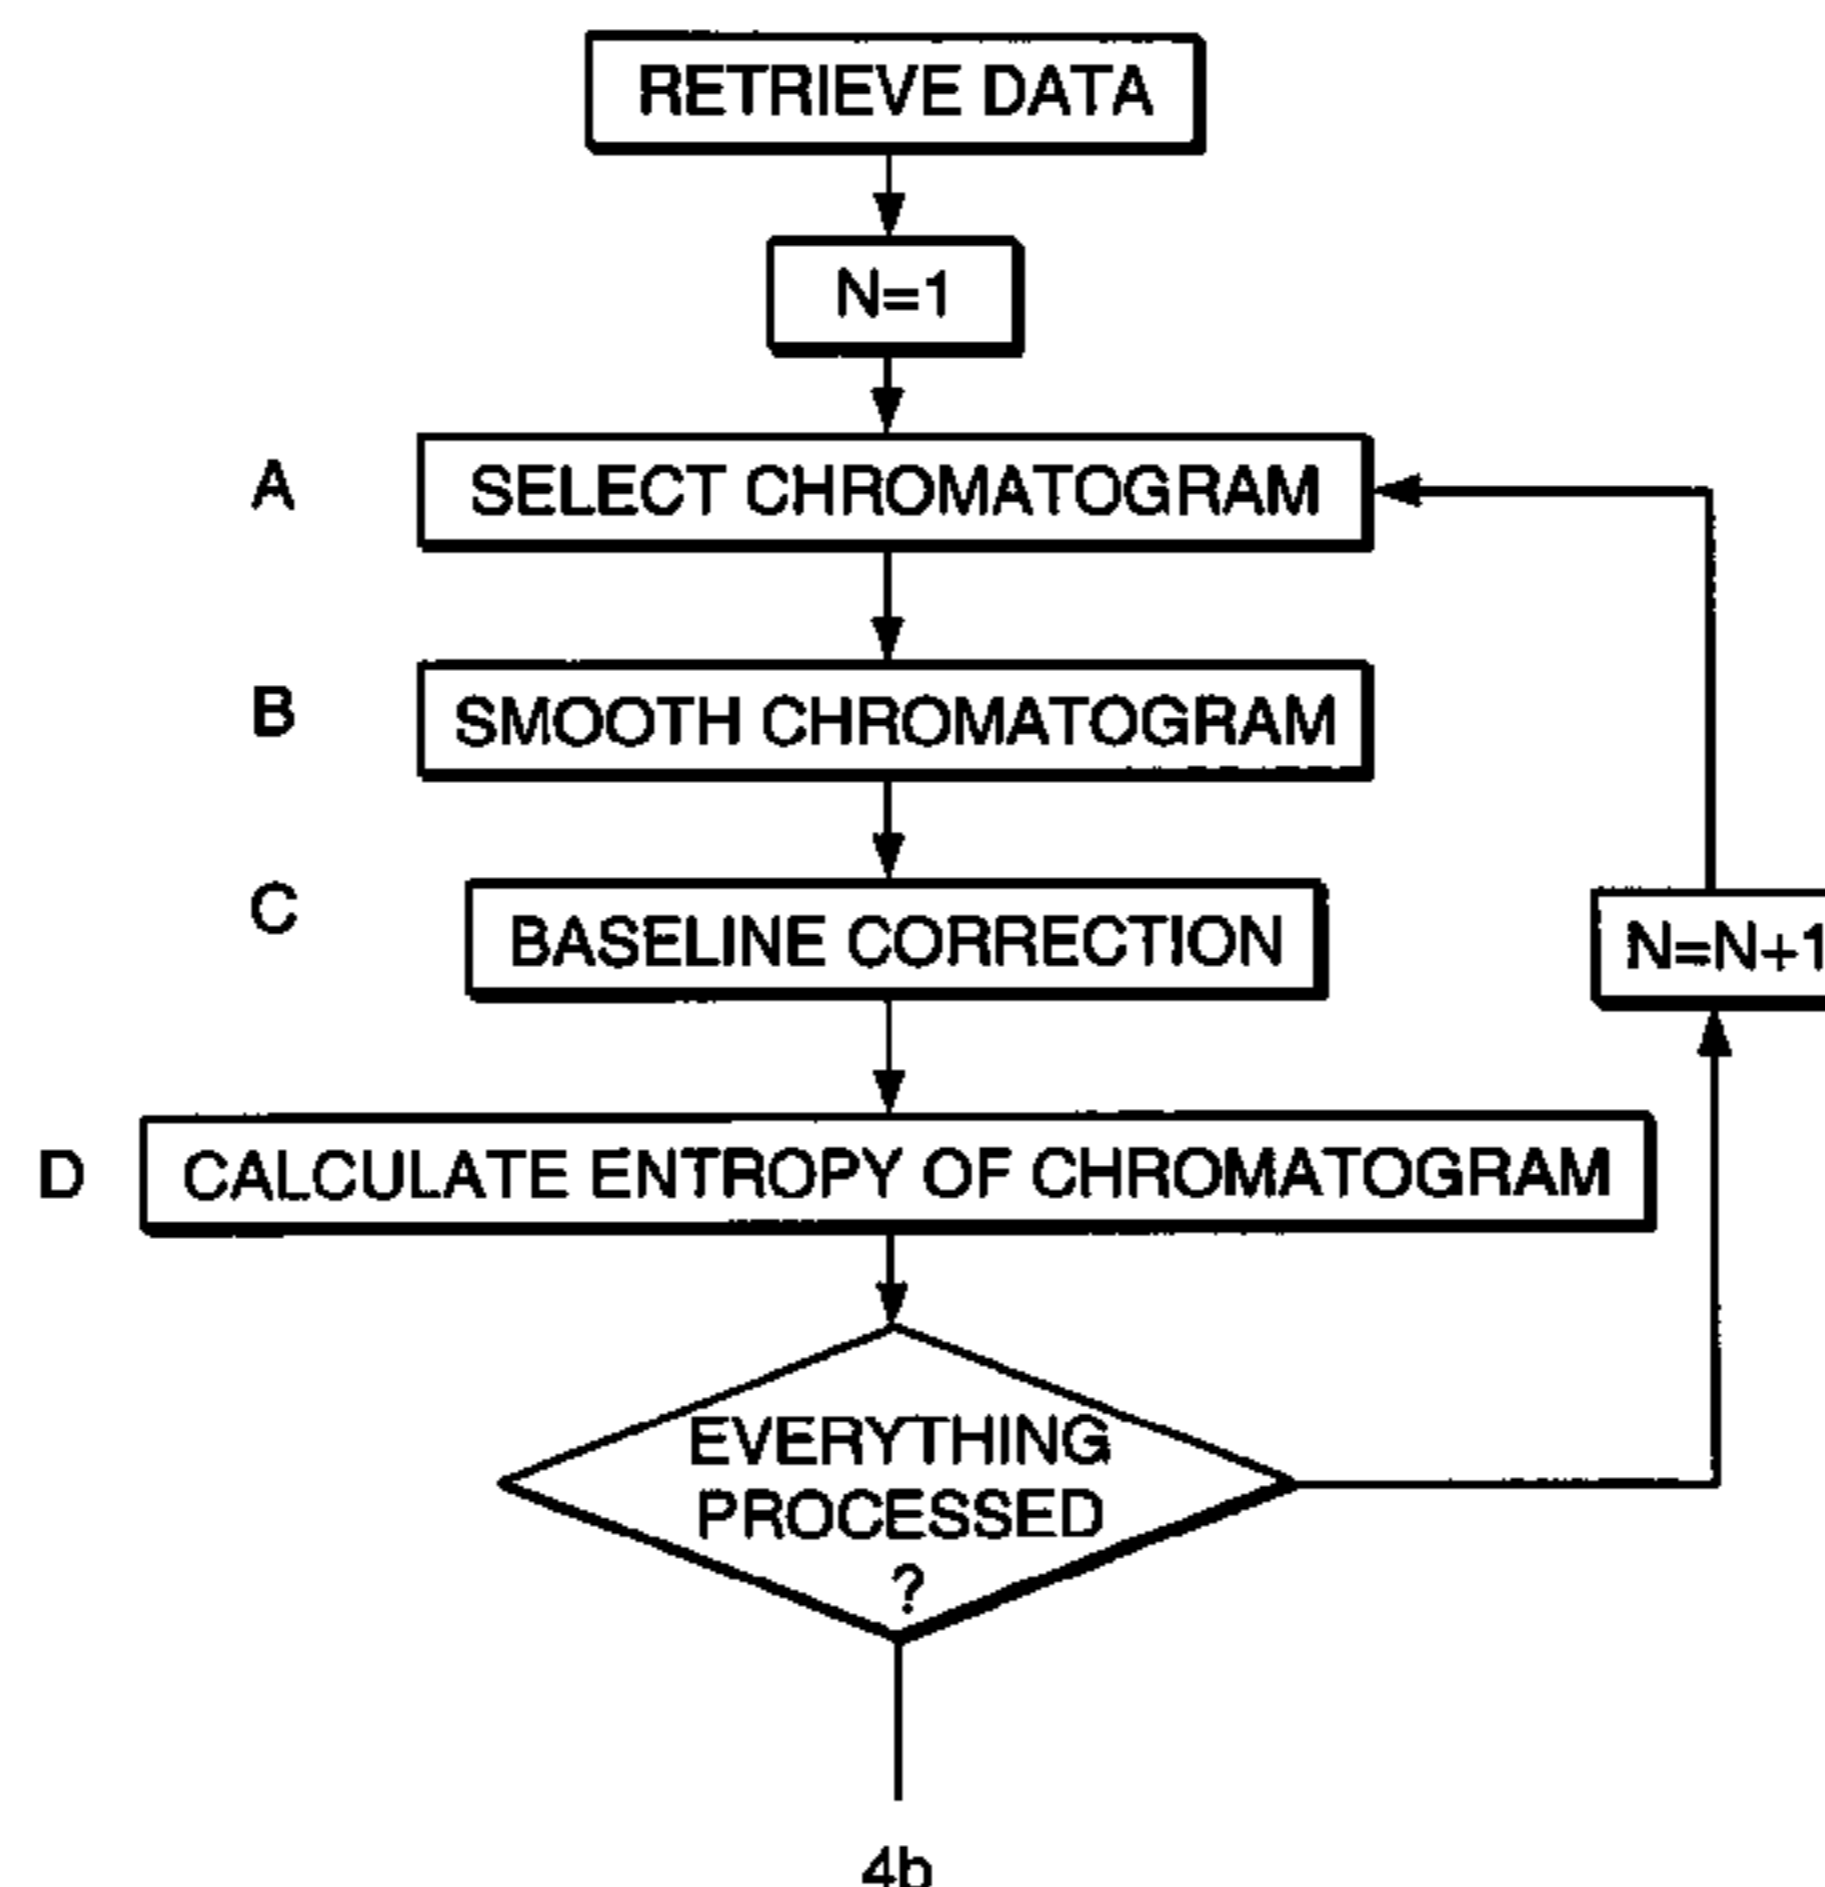 RETRIEVE DATA
N=1
A
SELECT CHROMATOGRAM
B
SMOOTH CHROMATOGRAM
C
BASELINE CORRECTION
N=N+1
D
CALCULATE ENTROPY OF CHROMATOGRAM
EVERYTHING
PROCESSED
?
4b